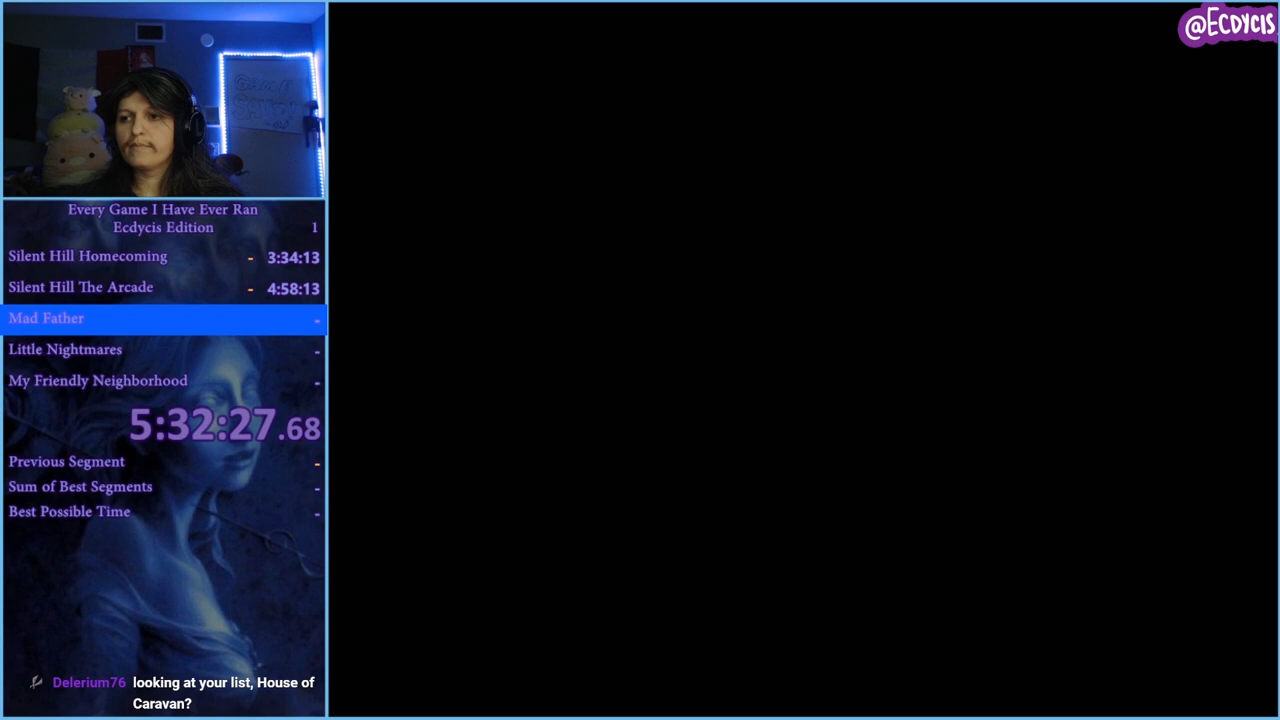 @ECDYCIS
Every Game I Have Ever Ran
Ecdycis Edition 1
Silent Hill Homecoming - 3:34:13
Silent Hill The Arcade - 4:58:13
Mad Father -
Little Nightmares -
My Friendly Neighborhood -
5:32:27.68
Previous Segment -
Sum of Best Segments -
Best Possible Time -
Delerium76 looking at your list, House of
Caravan?